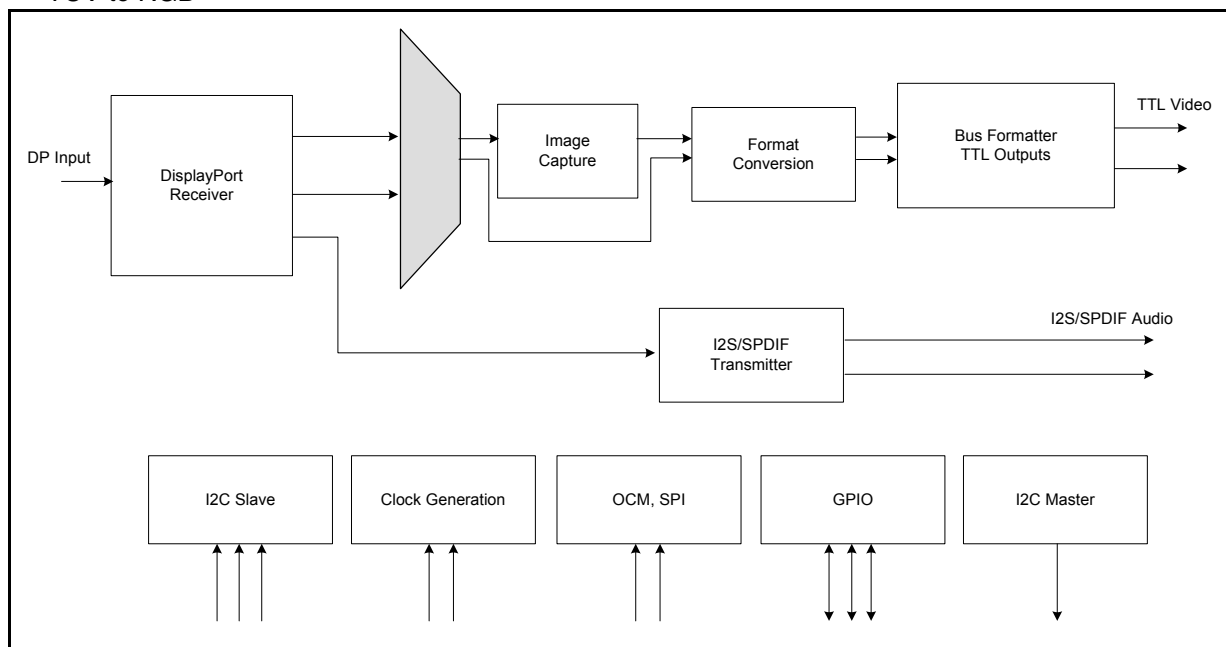 DP Input
DisplayPort
Receiver
Image
Capture
Format
Conversion
Bus Formatter
TTL Outputs
TTL Video
I2S/SPDIF
Transmitter
I2S/SPDIF Audio
I2C Slave
Clock Generation
OCM, SPI
GPIO
I2C Master